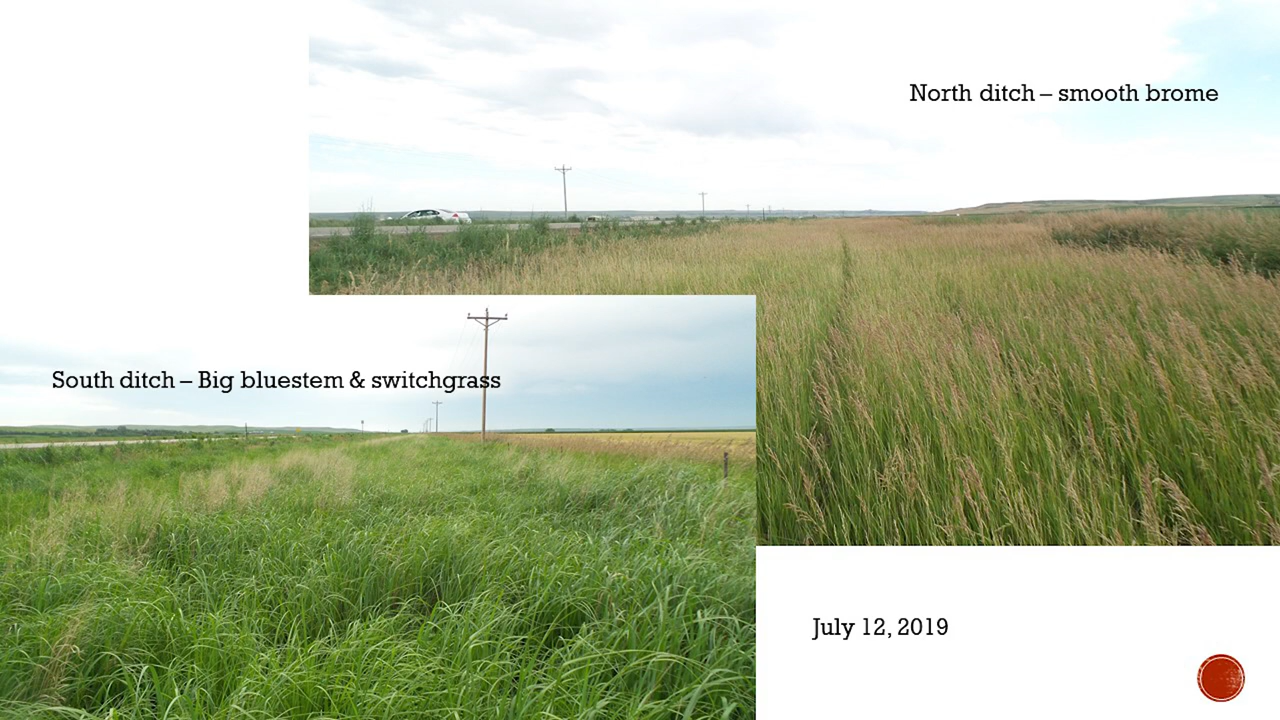 North ditch – smooth brome
South ditch – Big bluestem & switchgrass
July 12, 2019